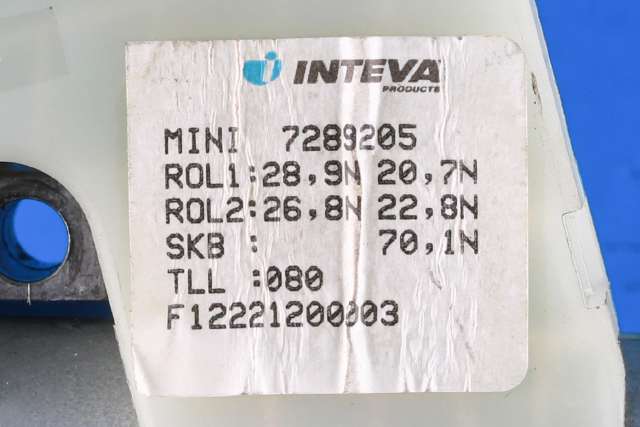 INTEVA
PRODUCTS
MINI 7289205
ROL1:28,9N 20,7N
ROL2:26,8N 22,8N
SKB : 70,1N
TLL :080
F12221200003